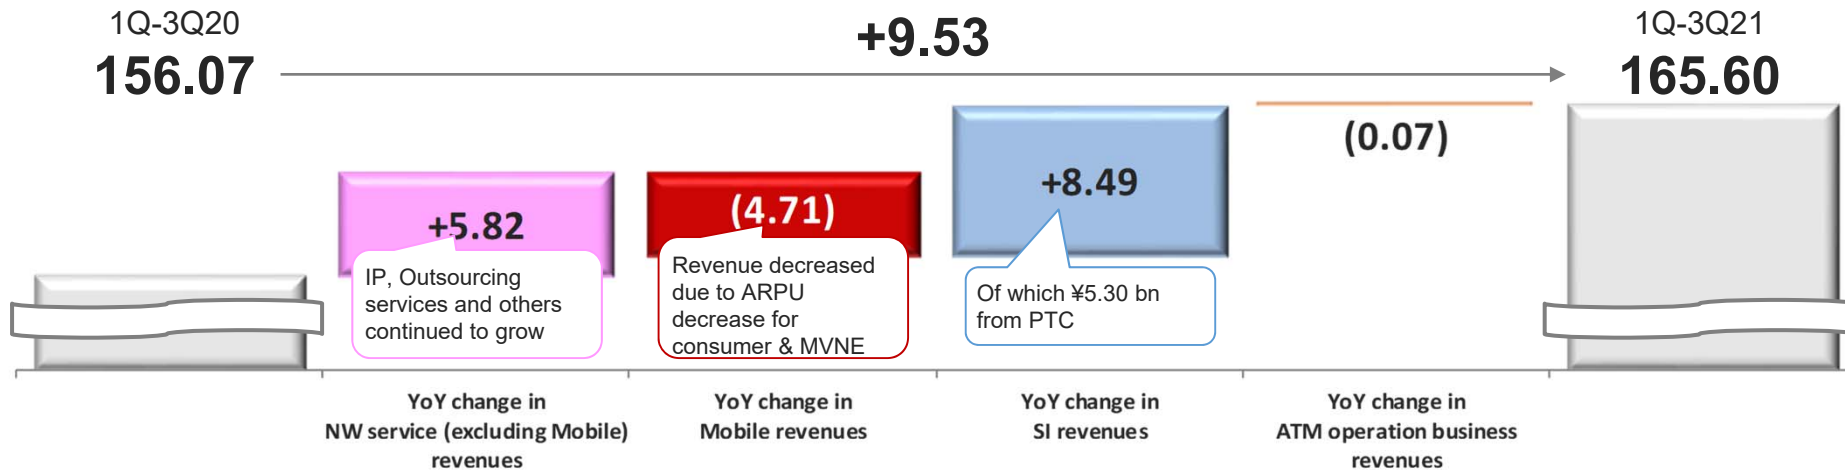 1Q-3Q20
156.07
+9.53
1Q-3Q21
165.60
+5.82
IP, Outsourcing
services and others
continued to grow
(4.71)
Revenue decreased
due to ARPU
decrease for
consumer & MVNE
+8.49
Of which ¥5.30 bn
from PTC
(0.07)
YoY change in
NW service (excluding Mobile)
revenues
YoY change in
Mobile revenues
YoY change in
SI revenues
YoY change in
ATM operation business
revenues